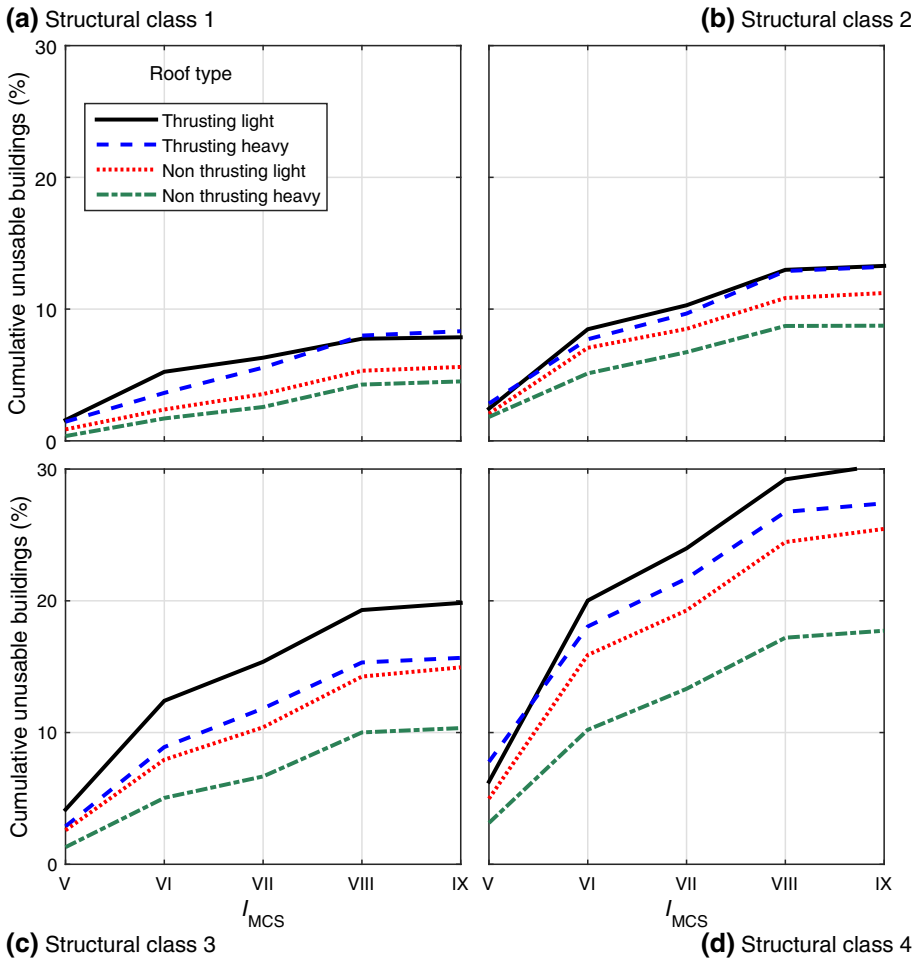 (a) Structural class 1
(b) Structural class 2
Cumulative unusable buildings (%)
30
20
10
0
Roof type
Thrusting light
Thrusting heavy
Non thrusting light
Non thrusting heavy
Cumulative unusable buildings (%)
30
20
10
0
V VI VII VIII IX
V VI VII VIII IX
I_MCS
I_MCS
(c) Structural class 3
(d) Structural class 4